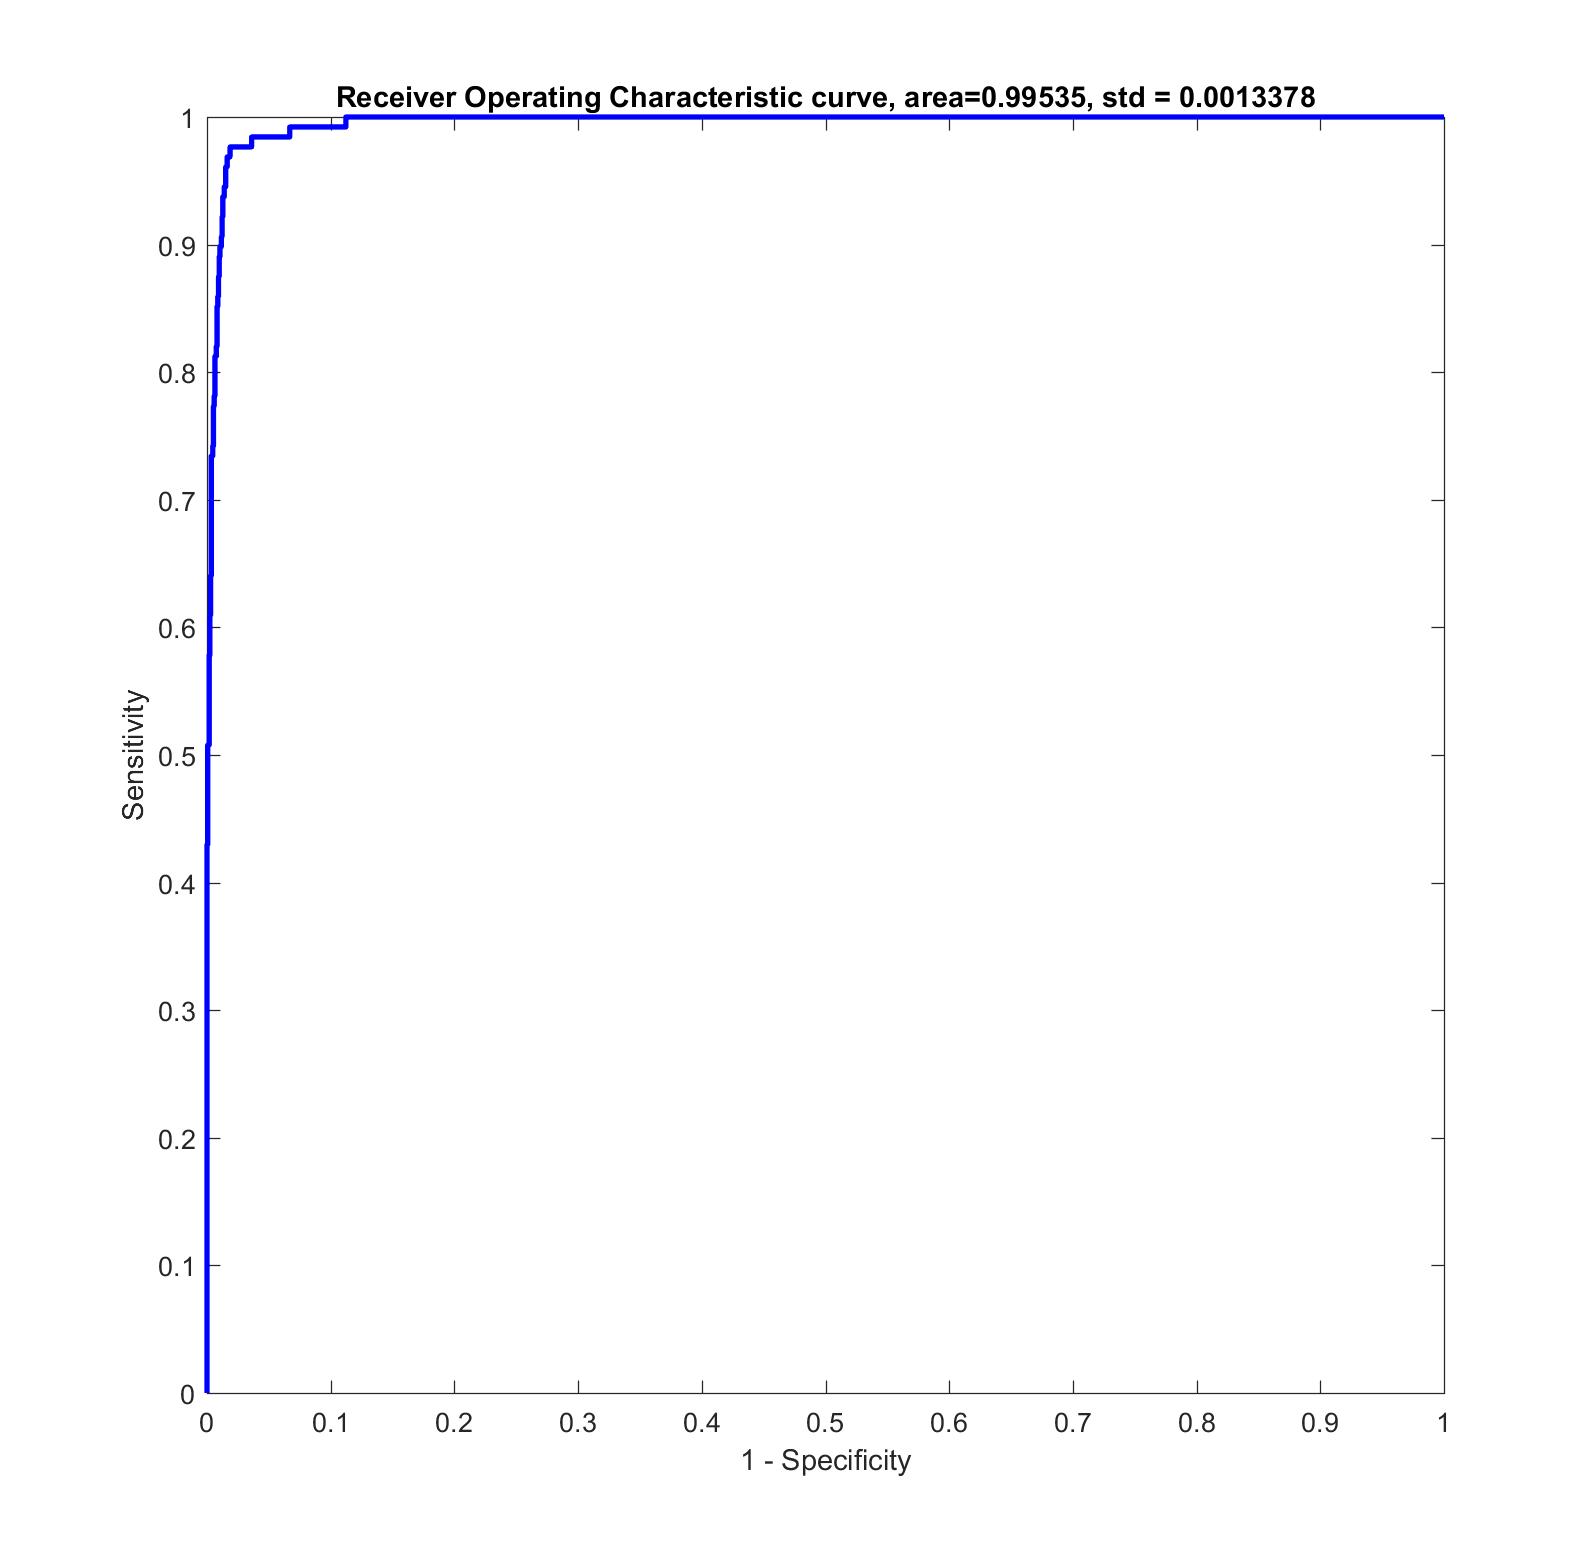 Receiver Operating Characteristic curve, area=0.99535, std = 0.0013378
1
0.9
0.8
0.7
0.6
0.5
0.4
0.3
0.2
0.1
0
Sensitivity
0 0.1 0.2 0.3 0.4 0.5 0.6 0.7 0.8 0.9 1
1 - Specificity